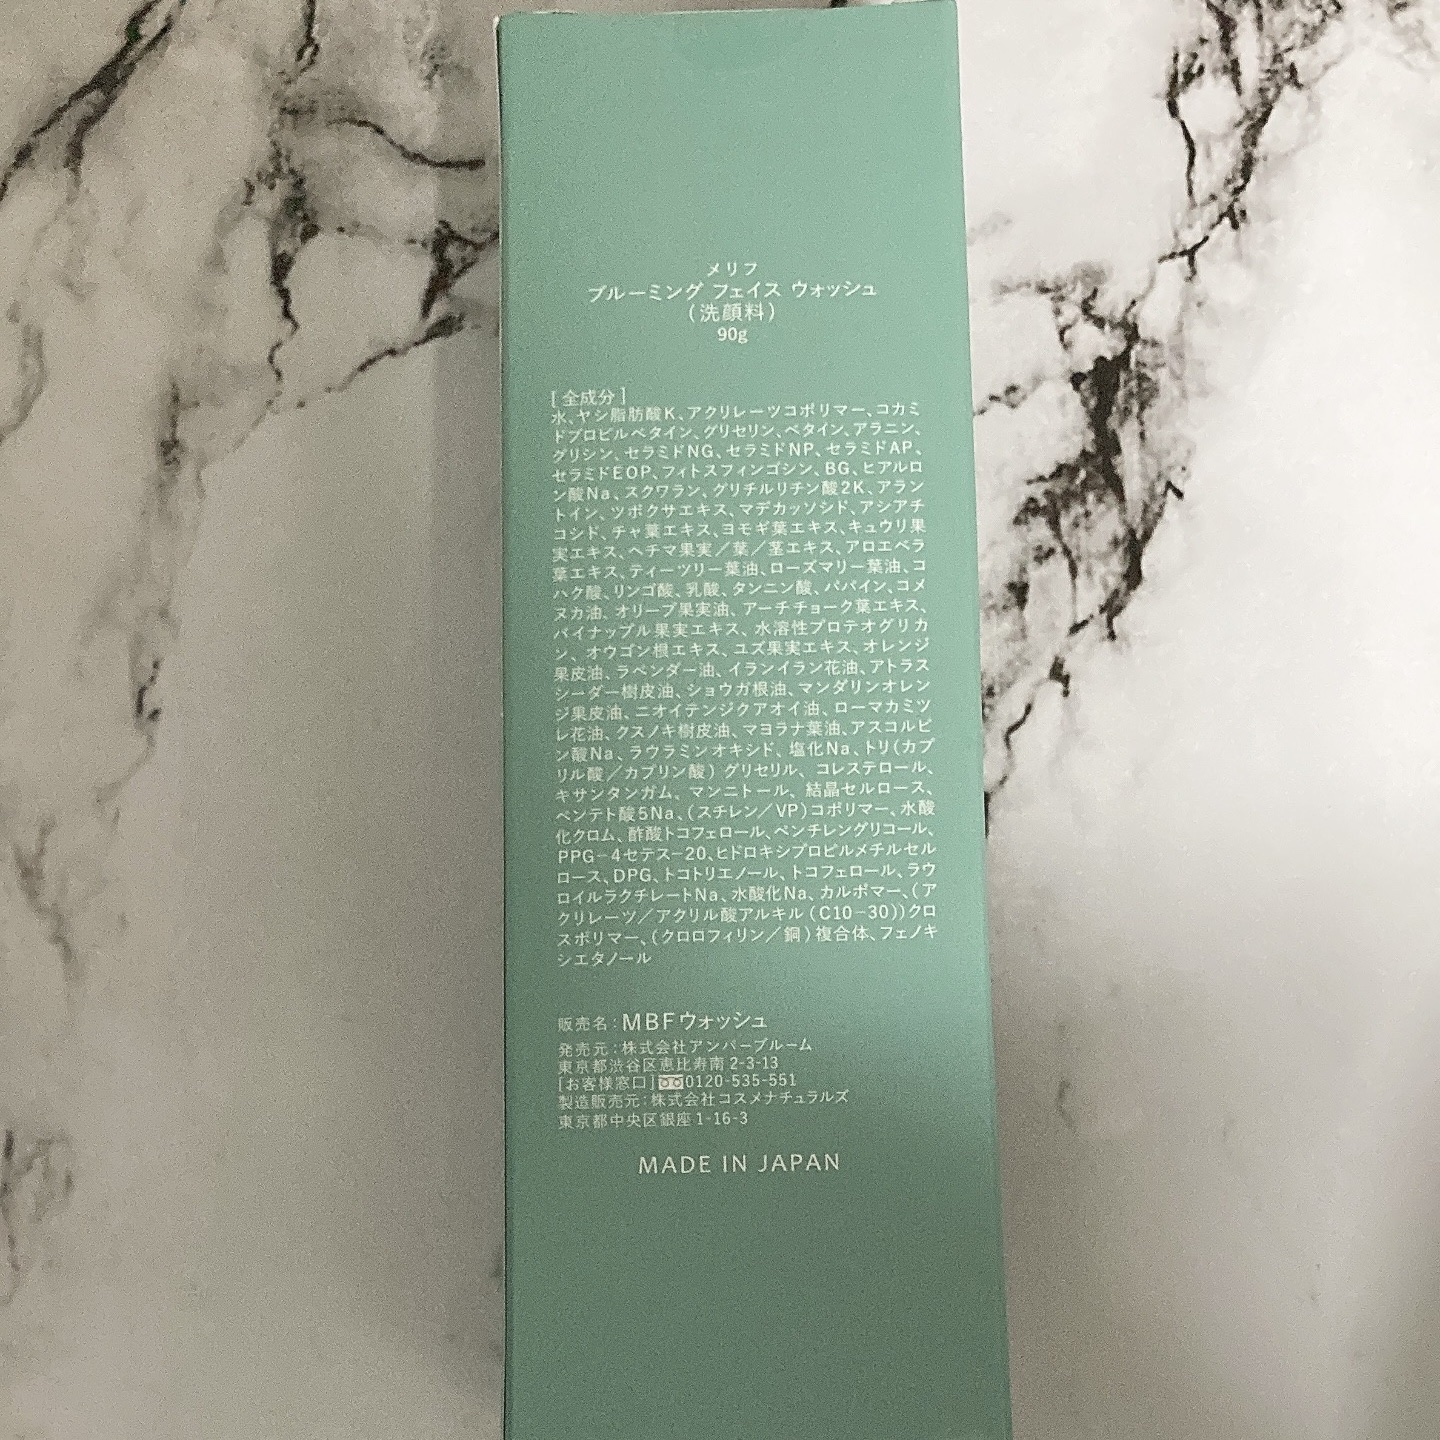 メリフ
ブルーミング フェイス ウォッシュ
(洗顔料)
90g
[全成分]
水、ヤシ脂肪酸K、アクリレーツコポリマー、コカミ
ドプロピルベタイン、グリセリン、ベタイン、アラニン、
グリシン、セラミドNG、セラミドNP、セラミドAP、
セラミドEOP、フィトスフィンゴシン、BG、ヒアルロ
ン酸Na、スクワラン、グリチルリチン酸2K、アラン
トイン、ツボクサエキス、マデカッソシド、アシアチ
コシド、チャ葉エキス、ヨモギ葉エキス、キュウリ果
実エキス、ヘチマ果実／葉／茎エキス、アロエベラ
葉エキス、ティーツリー葉油、ローズマリー葉油、コ
ハク酸、リンゴ酸、乳酸、タンニン酸、パパイン、コメ
ヌカ油、オリーブ果実油、アーチチョーク葉エキス、
パイナップル果実エキス、水溶性プロテオグリカ
ン、オウゴン根エキス、ユズ果実エキス、オレンジ
果皮油、ラベンダー油、イランイラン花油、アトラス
シーダー樹皮油、ショウガ根油、マンダリンオレン
ジ果皮油、ニオイテンジクアオイ油、ローマカミツ
レ花油、クスノキ樹皮油、マヨラナ葉油、アスコルビ
ン酸Na、ラウラミンオキシド、塩化Na、トリ(カプ
リル酸／カプリン酸)グリセリル、コレステロール、
キサンタンガム、マンニトール、結晶セルロース、
ペンテト酸5Na、(スチレン／VP)コポリマー、水酸
化クロム、酢酸トコフェロール、ペンチレングリコール、
PPG-4セテス-20、ヒドロキシプロピルメチルセル
ロース、DPG、トコトリエノール、トコフェロール、ラウ
ロイルラクチレートNa、水酸化Na、カルボマー、(ア
クリレーツ／アクリル酸アルキル(C10-30))クロ
スポリマー、(クロロフィリン／銅)複合体、フェノキ
シエタノール
販売名：MBFウォッシュ
発売元：株式会社アンバーブルーム
東京都渋谷区恵比寿南2-3-13
[お客様窓口]0120-535-551
製造販売元：株式会社コスメナチュラルズ
東京都中央区銀座1-16-3
MADE IN JAPAN